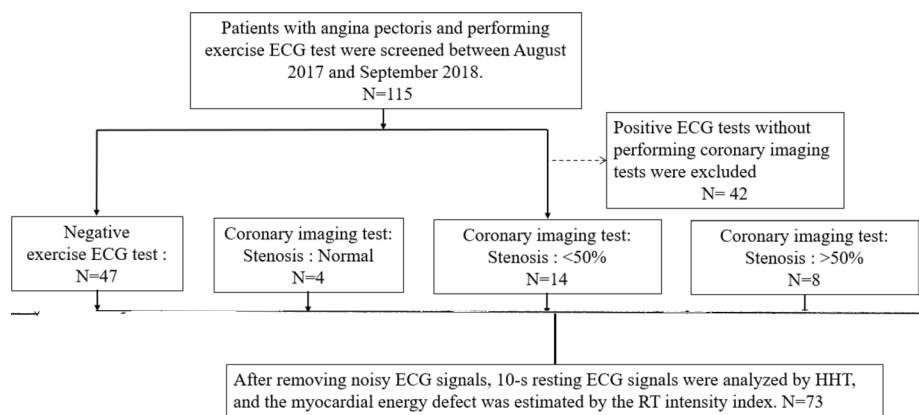 Patients with angina pectoris and performing
exercise ECG test were screened between August
2017 and September 2018.
N=115
Positive ECG tests without
performing coronary imaging
tests were excluded
N= 42
Negative
exercise ECG test :
N=47
Coronary imaging test:
Stenosis : Normal
N=4
Coronary imaging test:
Stenosis : <50%
N=14
Coronary imaging test:
Stenosis : >50%
N=8
After removing noisy ECG signals, 10-s resting ECG signals were analyzed by HHT,
and the myocardial energy defect was estimated by the RT intensity index. N=73